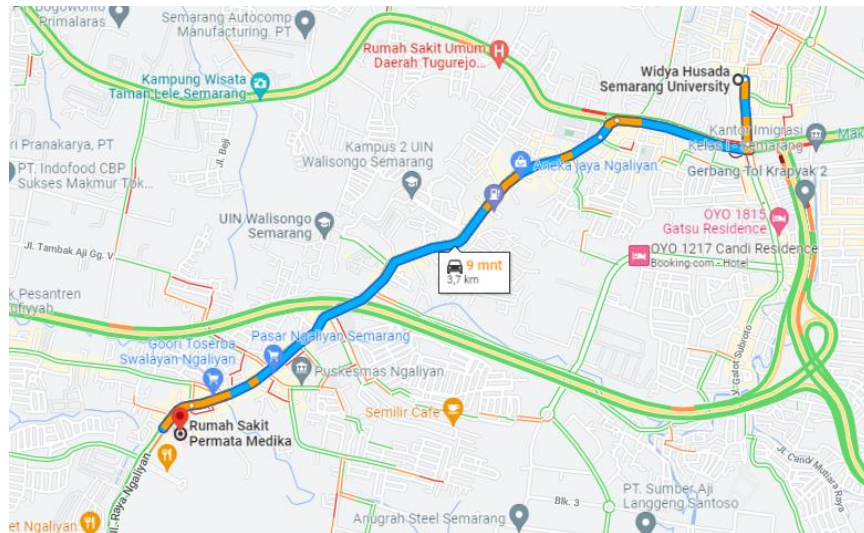 Primalaras
Semarang Autocomp
Manufacturing. PT
Rumah Sakit Umum
Daerah Tugurejo...
Widya Husada
Semarang University
Kampung Wisata
Taman Lele Semarang
Kantor Imigrasi
Kelas I Semarang
Mak
ri Pranakarya, PT
Jl. Beji
Kampus 2 UIN
Walisongo Semarang
Aneka Jaya Ngaliyan
PT. Indofood CBP
Sukses Makmur Tbk...
Gerbang Tol Krapyak 2
UIN Walisongo
Semarang
OYO 1815
Gatsu Residence
Jl. Tambak Aji Gg. V
9 mnt
3,7 km
OYO 1217 Candi Residence
Booking.com - Hotel
k Pesantren
Goori Toserba
Swalayan Ngaliyan
Pasar Ngaliyan Semarang
Puskesmas Ngaliyan
Jl. Gatot Subroto
Semilir Cafe
Rumah Sakit
Permata Medika
Jl. Raya Ngaliyan
Jl. Candi Mutiara Raya
Blk. 3
PT. Sumber Aji
Langgeng Santoso
Anugrah Steel Semarang
et Ngaliyan